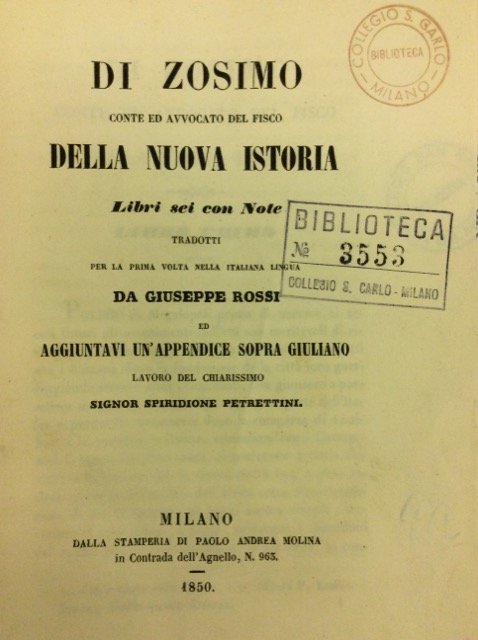 COLLEGIO S. CARLO
BIBLIOTECA
MILANO
DI ZOSIMO
CONTE ED AVVOCATO DEL FISCO
DELLA NUOVA ISTORIA
Libri sei con Note
TRADOTTI
PER LA PRIMA VOLTA NELLA ITALIANA LINGUA
DA GIUSEPPE ROSSI
BIBLIOTECA
№ 3553
COLLEGIO S. CARLO - MILANO
ED
AGGIUNTAVI UN'APPENDICE SOPRA GIULIANO
LAVORO DEL CHIARISSIMO
SIGNOR SPIRIDIONE PETRETTINI.
MILANO
DALLA STAMPERIA DI PAOLO ANDREA MOLINA
in Contrada dell'Agnello, N. 963.
1850.